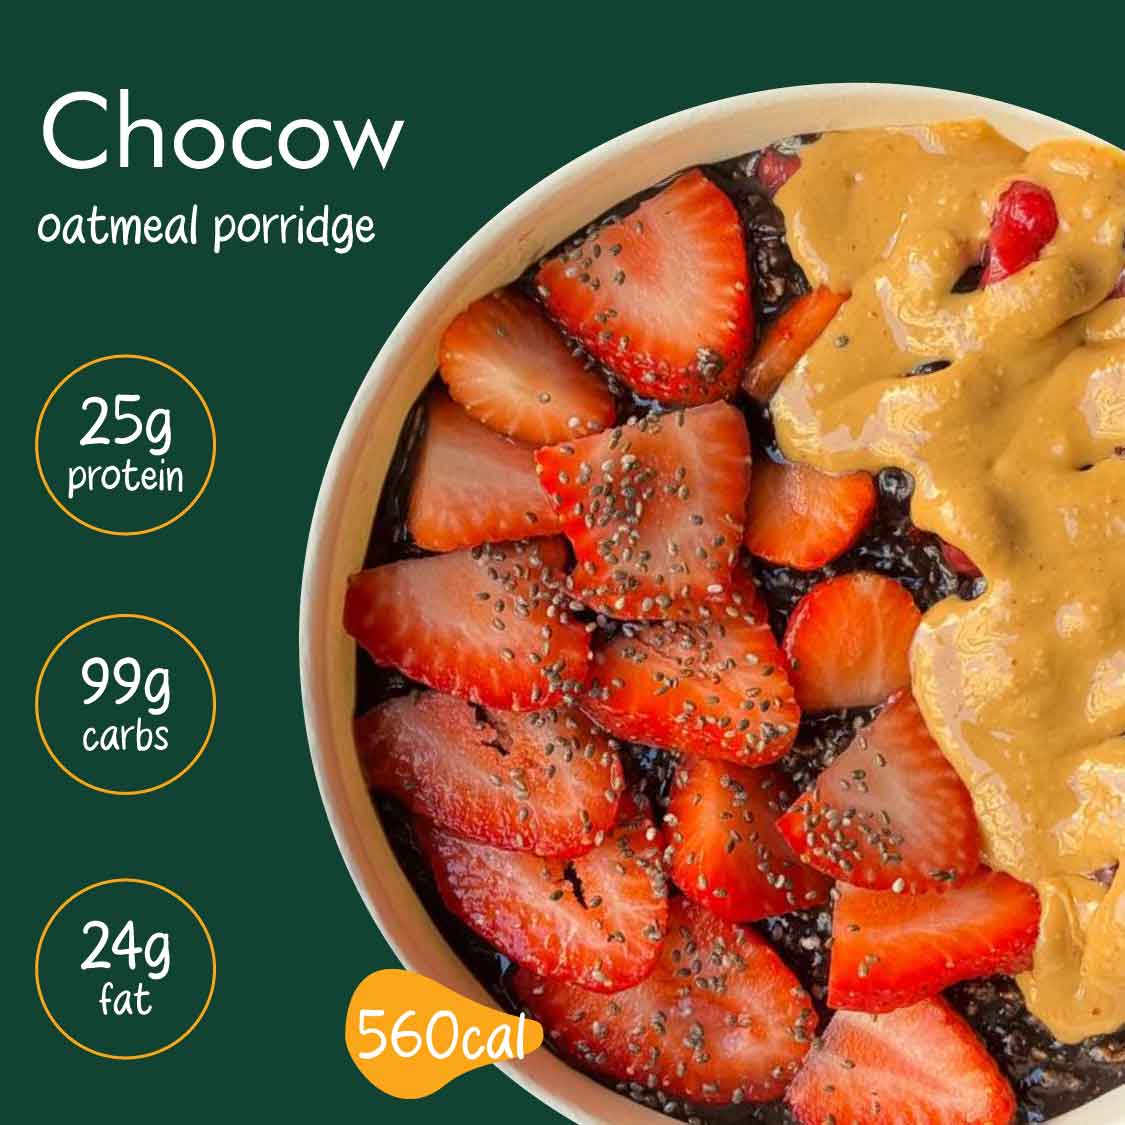 Chocow
oatmeal porridge
25g
protein
99g
carbs
24g
fat
560cal